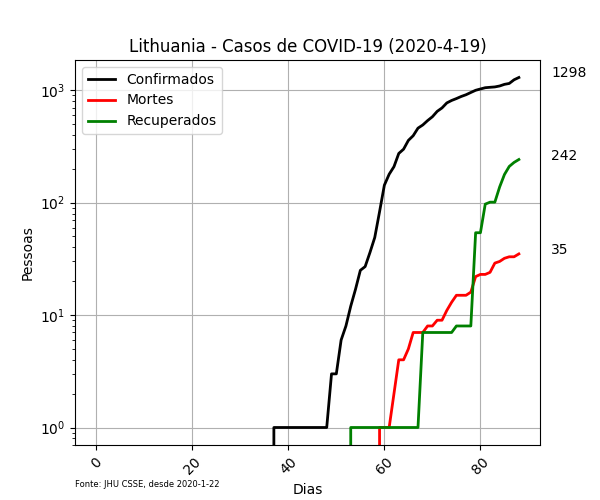 Lithuania - Casos de COVID-19 (2020-4-19)
Confirmados
Mortes
Recuperados
1298
242
35
10³
10²
10¹
10⁰
Pessoas
0
20
40
60
80
Fonte: JHU CSSE, desde 2020-1-22
Dias